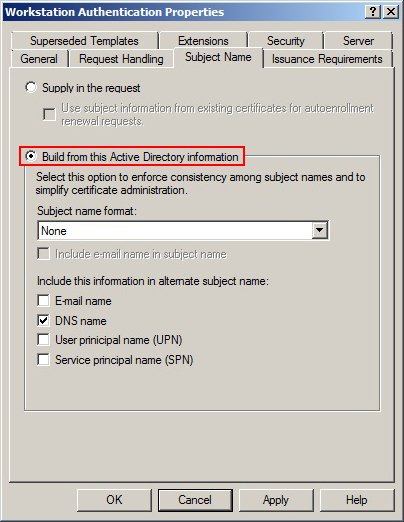 Workstation Authentication Properties
Superseded Templates Extensions Security Server
General Request Handling Subject Name Issuance Requirements
Supply in the request
Use subject information from existing certificates for autoenrollment
renewal requests.
Build from this Active Directory information
Select this option to enforce consistency among subject names and to
simplify certificate administration.
Subject name format:
None
Include e-mail name in subject name
Include this information in alternate subject name:
E-mail name
DNS name
User prinicipal name (UPN)
Service principal name (SPN)
OK Cancel Apply Help